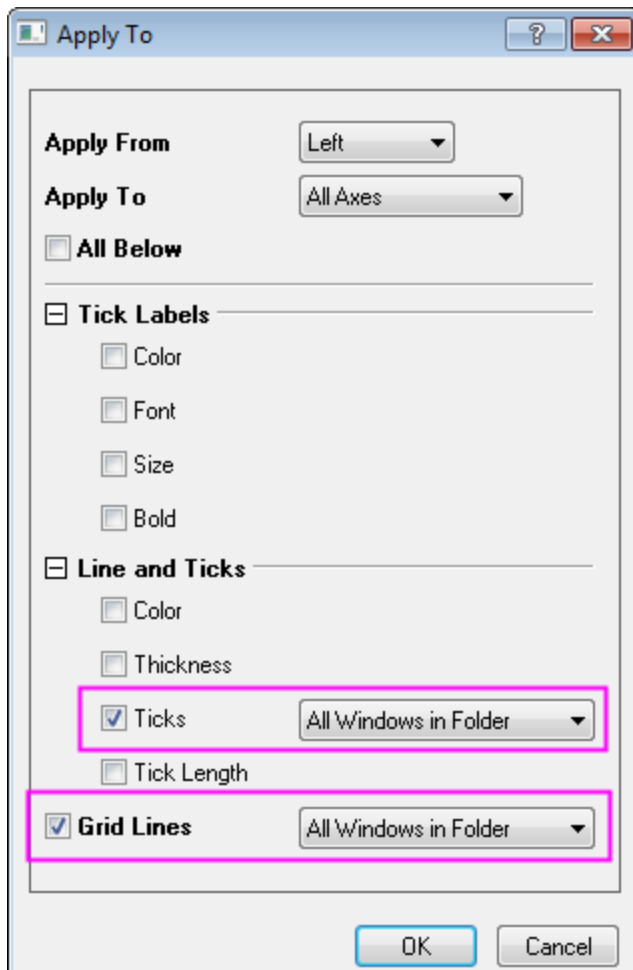 Apply To
Apply From Left
Apply To All Axes
All Below
Tick Labels
Color
Font
Size
Bold
Line and Ticks
Color
Thickness
Ticks All Windows in Folder
Tick Length
Grid Lines All Windows in Folder
OK Cancel